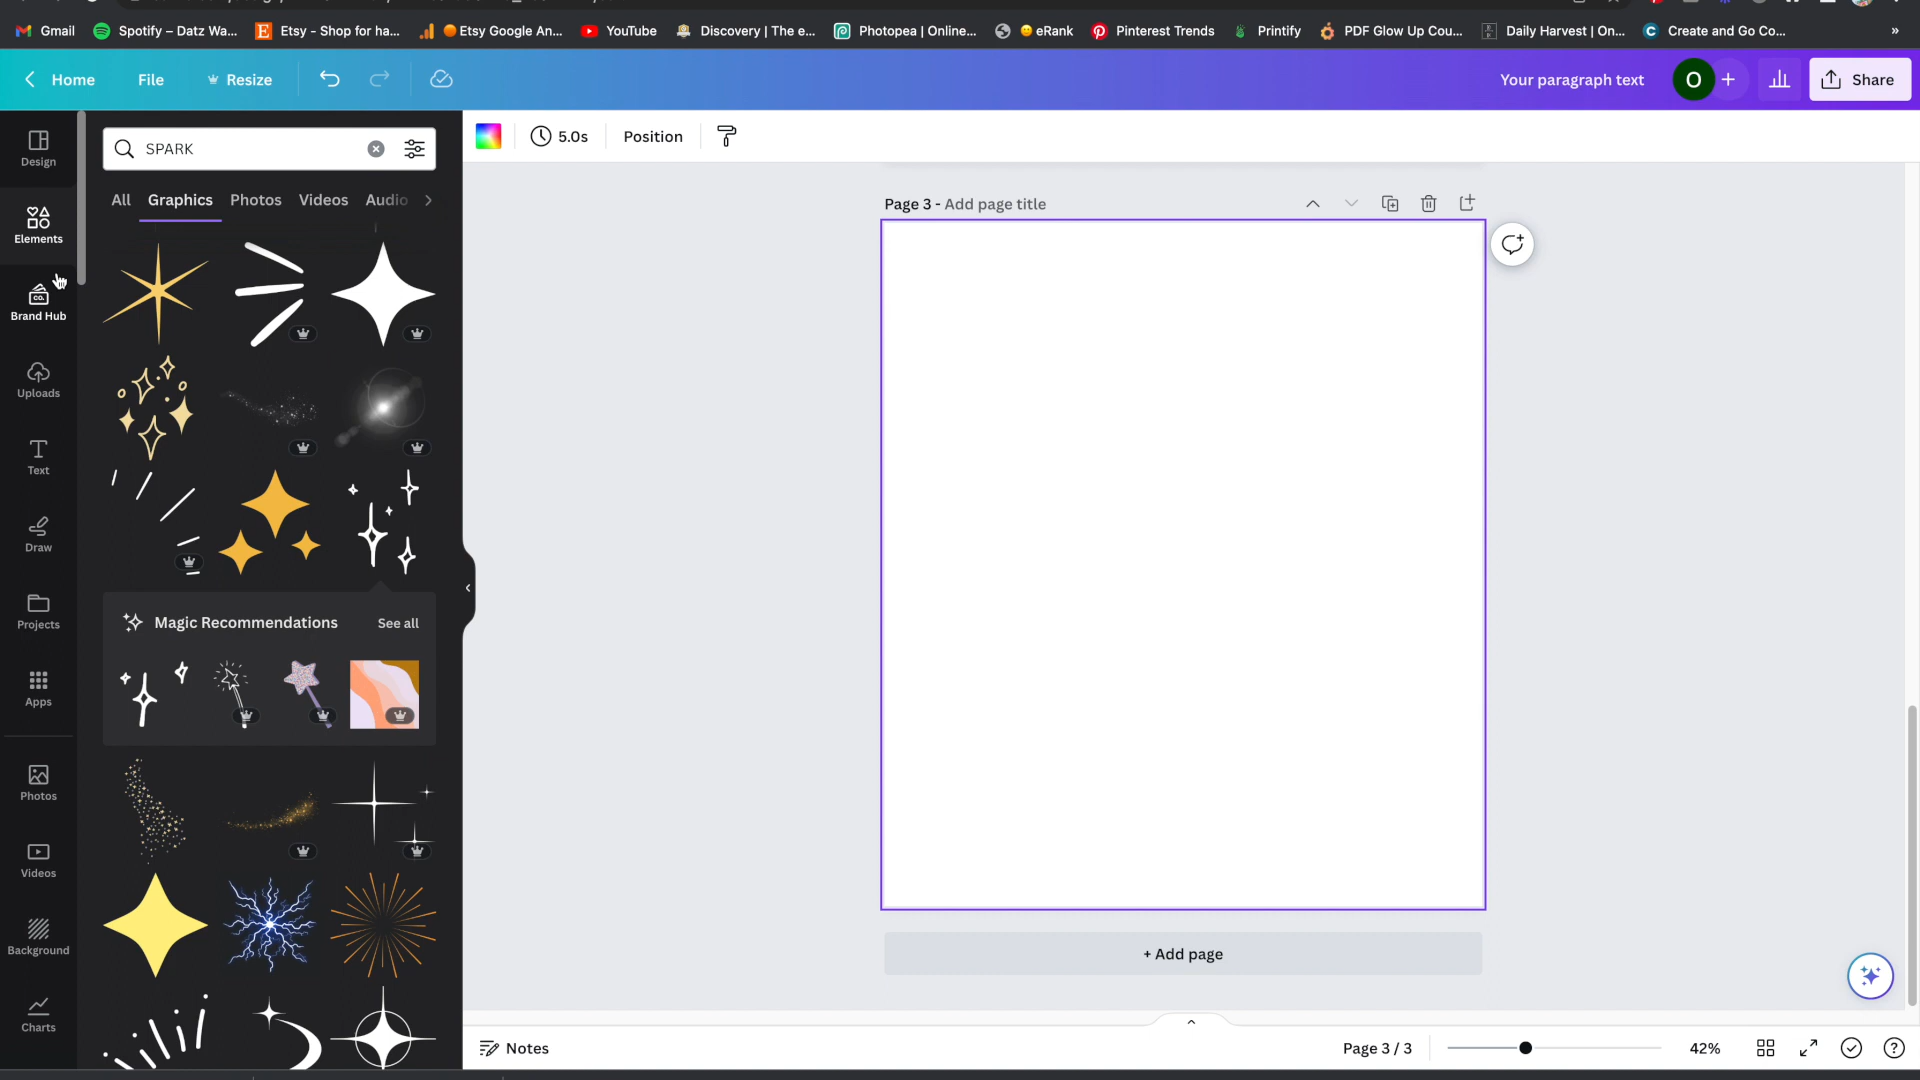 Gmail
Spotify – Datz Wa...
Etsy - Shop for ha...
Etsy Google An...
YouTube
Discovery | The e...
Photopea | Online...
eRank
Pinterest Trends
Printify
PDF Glow Up Cou...
Daily Harvest | On...
Create and Go Co...
»
Home
File
Resize
Your paragraph text
O
+
Share
Design
Elements
Brand Hub
Uploads
Text
Draw
Projects
Apps
Photos
Videos
Background
Charts
SPARK
All
Graphics
Photos
Videos
Audio
Magic Recommendations
See all
5.0s
Position
Page 3 - Add page title
+ Add page
Notes
Page 3 / 3
42%